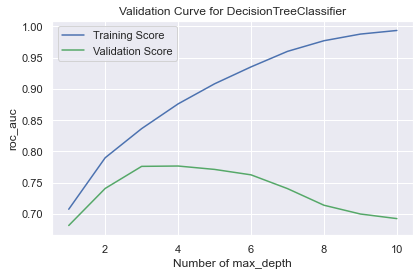 Validation Curve for DecisionTreeClassifier
Training Score
Validation Score
1.00
0.95
0.90
0.85
0.80
0.75
0.70
roc_auc
2 4 6 8 10
Number of max_depth